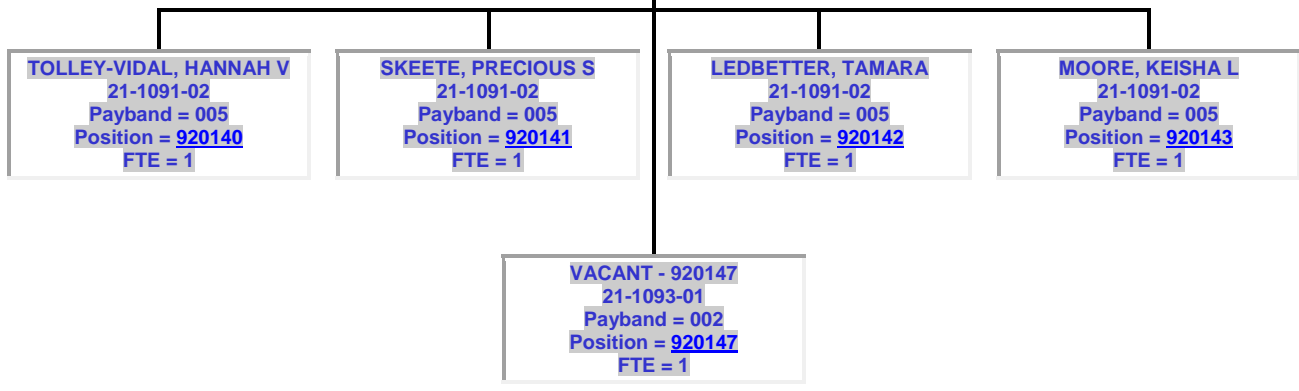 TOLLEY-VIDAL, HANNAH V
21-1091-02
Payband = 005
Position = 920140
FTE = 1
SKEETE, PRECIOUS S
21-1091-02
Payband = 005
Position = 920141
FTE = 1
LEDBETTER, TAMARA
21-1091-02
Payband = 005
Position = 920142
FTE = 1
MOORE, KEISHA L
21-1091-02
Payband = 005
Position = 920143
FTE = 1
VACANT - 920147
21-1093-01
Payband = 002
Position = 920147
FTE = 1